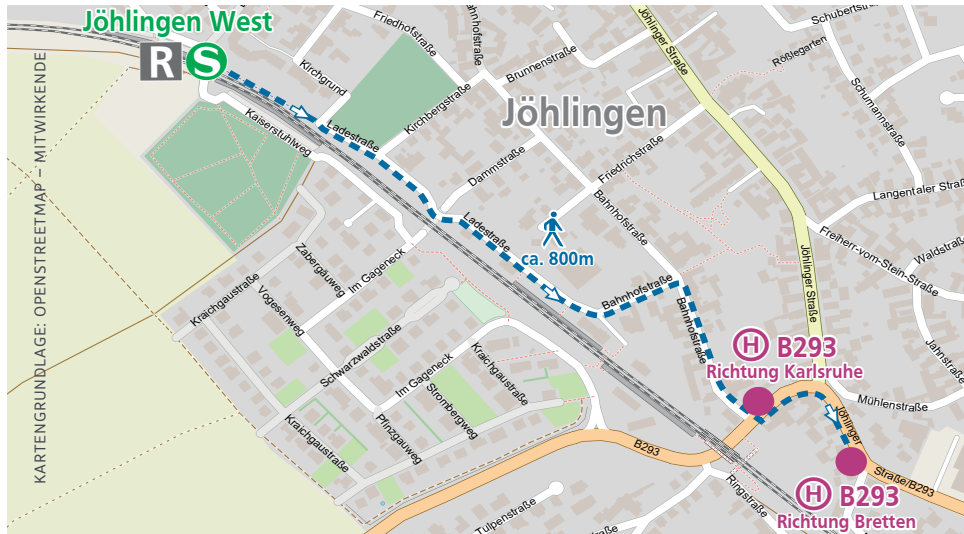 Jöhlingen West
R S
KARTENGRUNDLAGE: OPENSTREETMAP – MITWIRKENDE
Friedhofstraße
Bahnhofstraße
Jöhlinger Straße
Schubertstraße
Rößlegarten
Kirchgrund
Brunnenstraße
Schumannstraße
Kirchbergstraße
Jöhlingen
Ladestraße
Kaiserstuhlweg
Dammstraße
Friedrichstraße
Langentaler Straße
Bahnhofstraße
Ladestraße
Freiherr-vom-Stein-Straße
Waldstraße
ca. 800m
Zabergäuweg
Im Gageneck
Jöhlinger Straße
Kraichgaustraße
Vogesenweg
Bahnhofstraße
Bahnhofstraße
Schwarzwaldstraße
H B293
Richtung Karlsruhe
Jahnstraße
Im Gageneck
Kraichgaustraße
Mühlenstraße
Strombergweg
Pfinzgauweg
Kraichgaustraße
B293
Jöhlinger
Straße/B293
Ringstraße
H B293
Richtung Bretten
Tulpenstraße